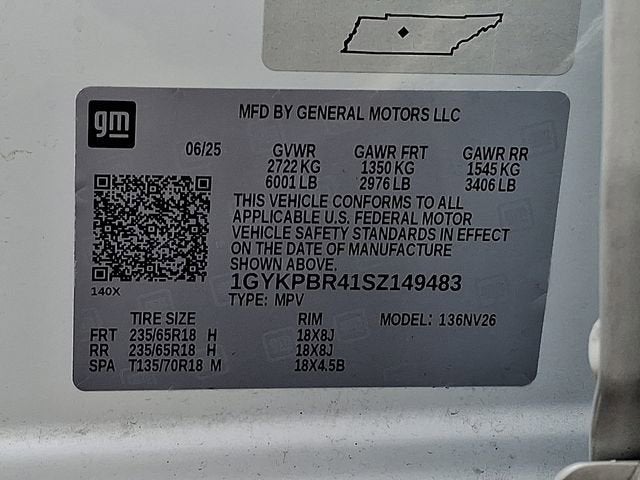 gm
MFD BY GENERAL MOTORS LLC
06/25 GVWR GAWR FRT GAWR RR
2722 KG 1350 KG 1545 KG
6001 LB 2976 LB 3406 LB
THIS VEHICLE CONFORMS TO ALL
APPLICABLE U.S. FEDERAL MOTOR
VEHICLE SAFETY STANDARDS IN EFFECT
ON THE DATE OF MANUFACTURE
SHOWN ABOVE.
1GYKPBR41SZ149483
140X TYPE: MPV
TIRE SIZE RIM MODEL: 136NV26
FRT 235/65R18 H 18X8J
RR 235/65R18 H 18X8J
SPA T135/70R18 M 18X4.5B